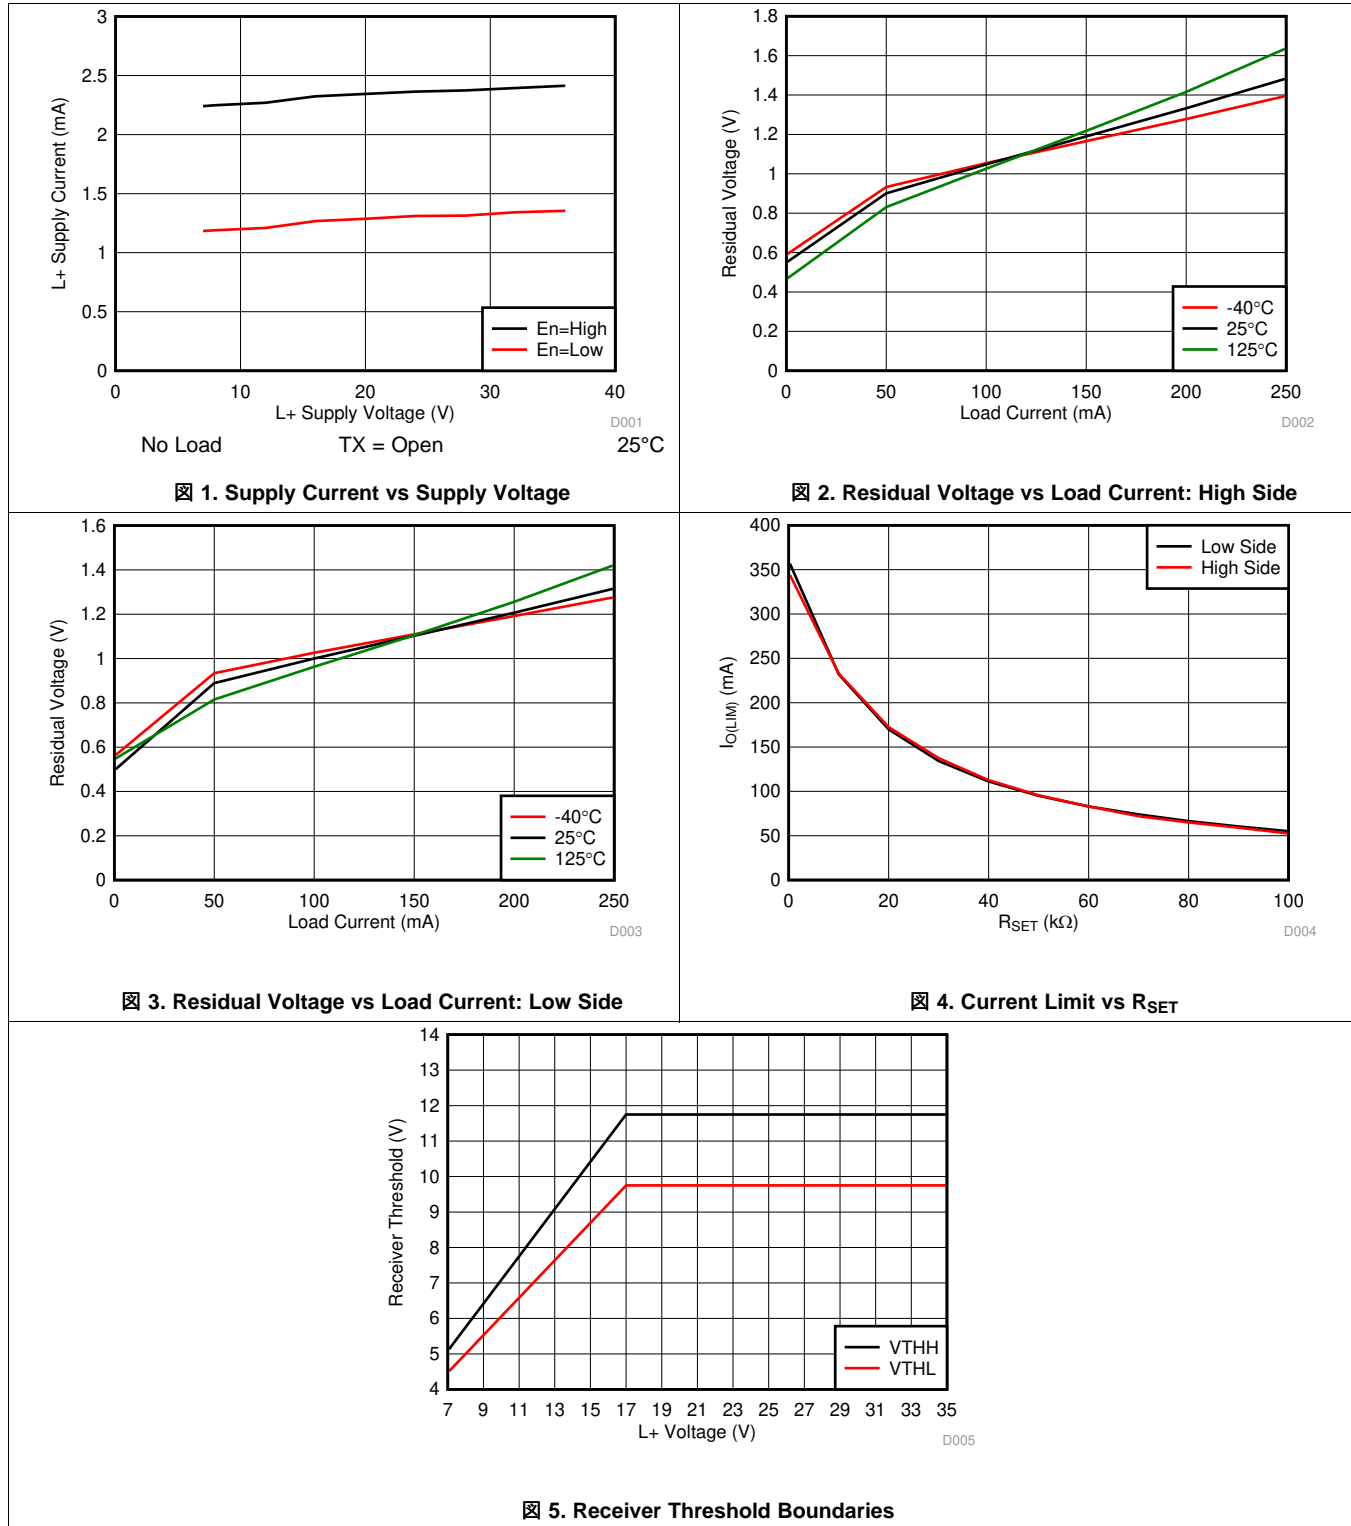 3
2.5
2
1.5
1
0.5
0
L+ Supply Current (mA)
En=High
En=Low
0 10 20 30 40
L+ Supply Voltage (V)
D001
No Load TX = Open 25°C
図 1. Supply Current vs Supply Voltage
1.8
1.6
1.4
1.2
1
0.8
0.6
0.4
0.2
0
Residual Voltage (V)
-40°C
25°C
125°C
0 50 100 150 200 250
Load Current (mA)
D002
図 2. Residual Voltage vs Load Current: High Side
1.6
1.4
1.2
1
0.8
0.6
0.4
0.2
0
Residual Voltage (V)
-40°C
25°C
125°C
0 50 100 150 200 250
Load Current (mA)
D003
図 3. Residual Voltage vs Load Current: Low Side
400
350
300
250
200
150
100
50
0
IO(LIM) (mA)
Low Side
High Side
0 20 40 60 80 100
RSET (kΩ)
D004
図 4. Current Limit vs RSET
14
13
12
11
10
9
8
7
6
5
4
Receiver Threshold (V)
VTHH
VTHL
7 9 11 13 15 17 19 21 23 25 27 29 31 33 35
L+ Voltage (V)
D005
図 5. Receiver Threshold Boundaries